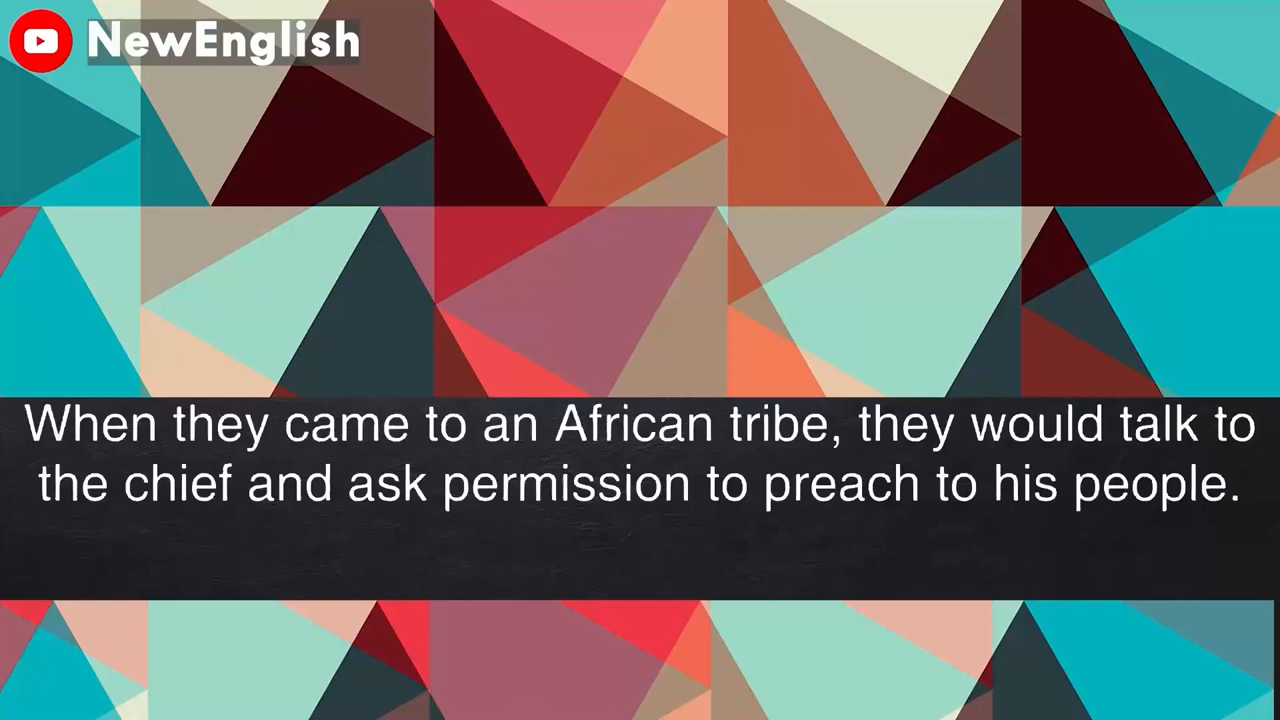 NewEnglish
When they came to an African tribe, they would talk to
the chief and ask permission to preach to his people.